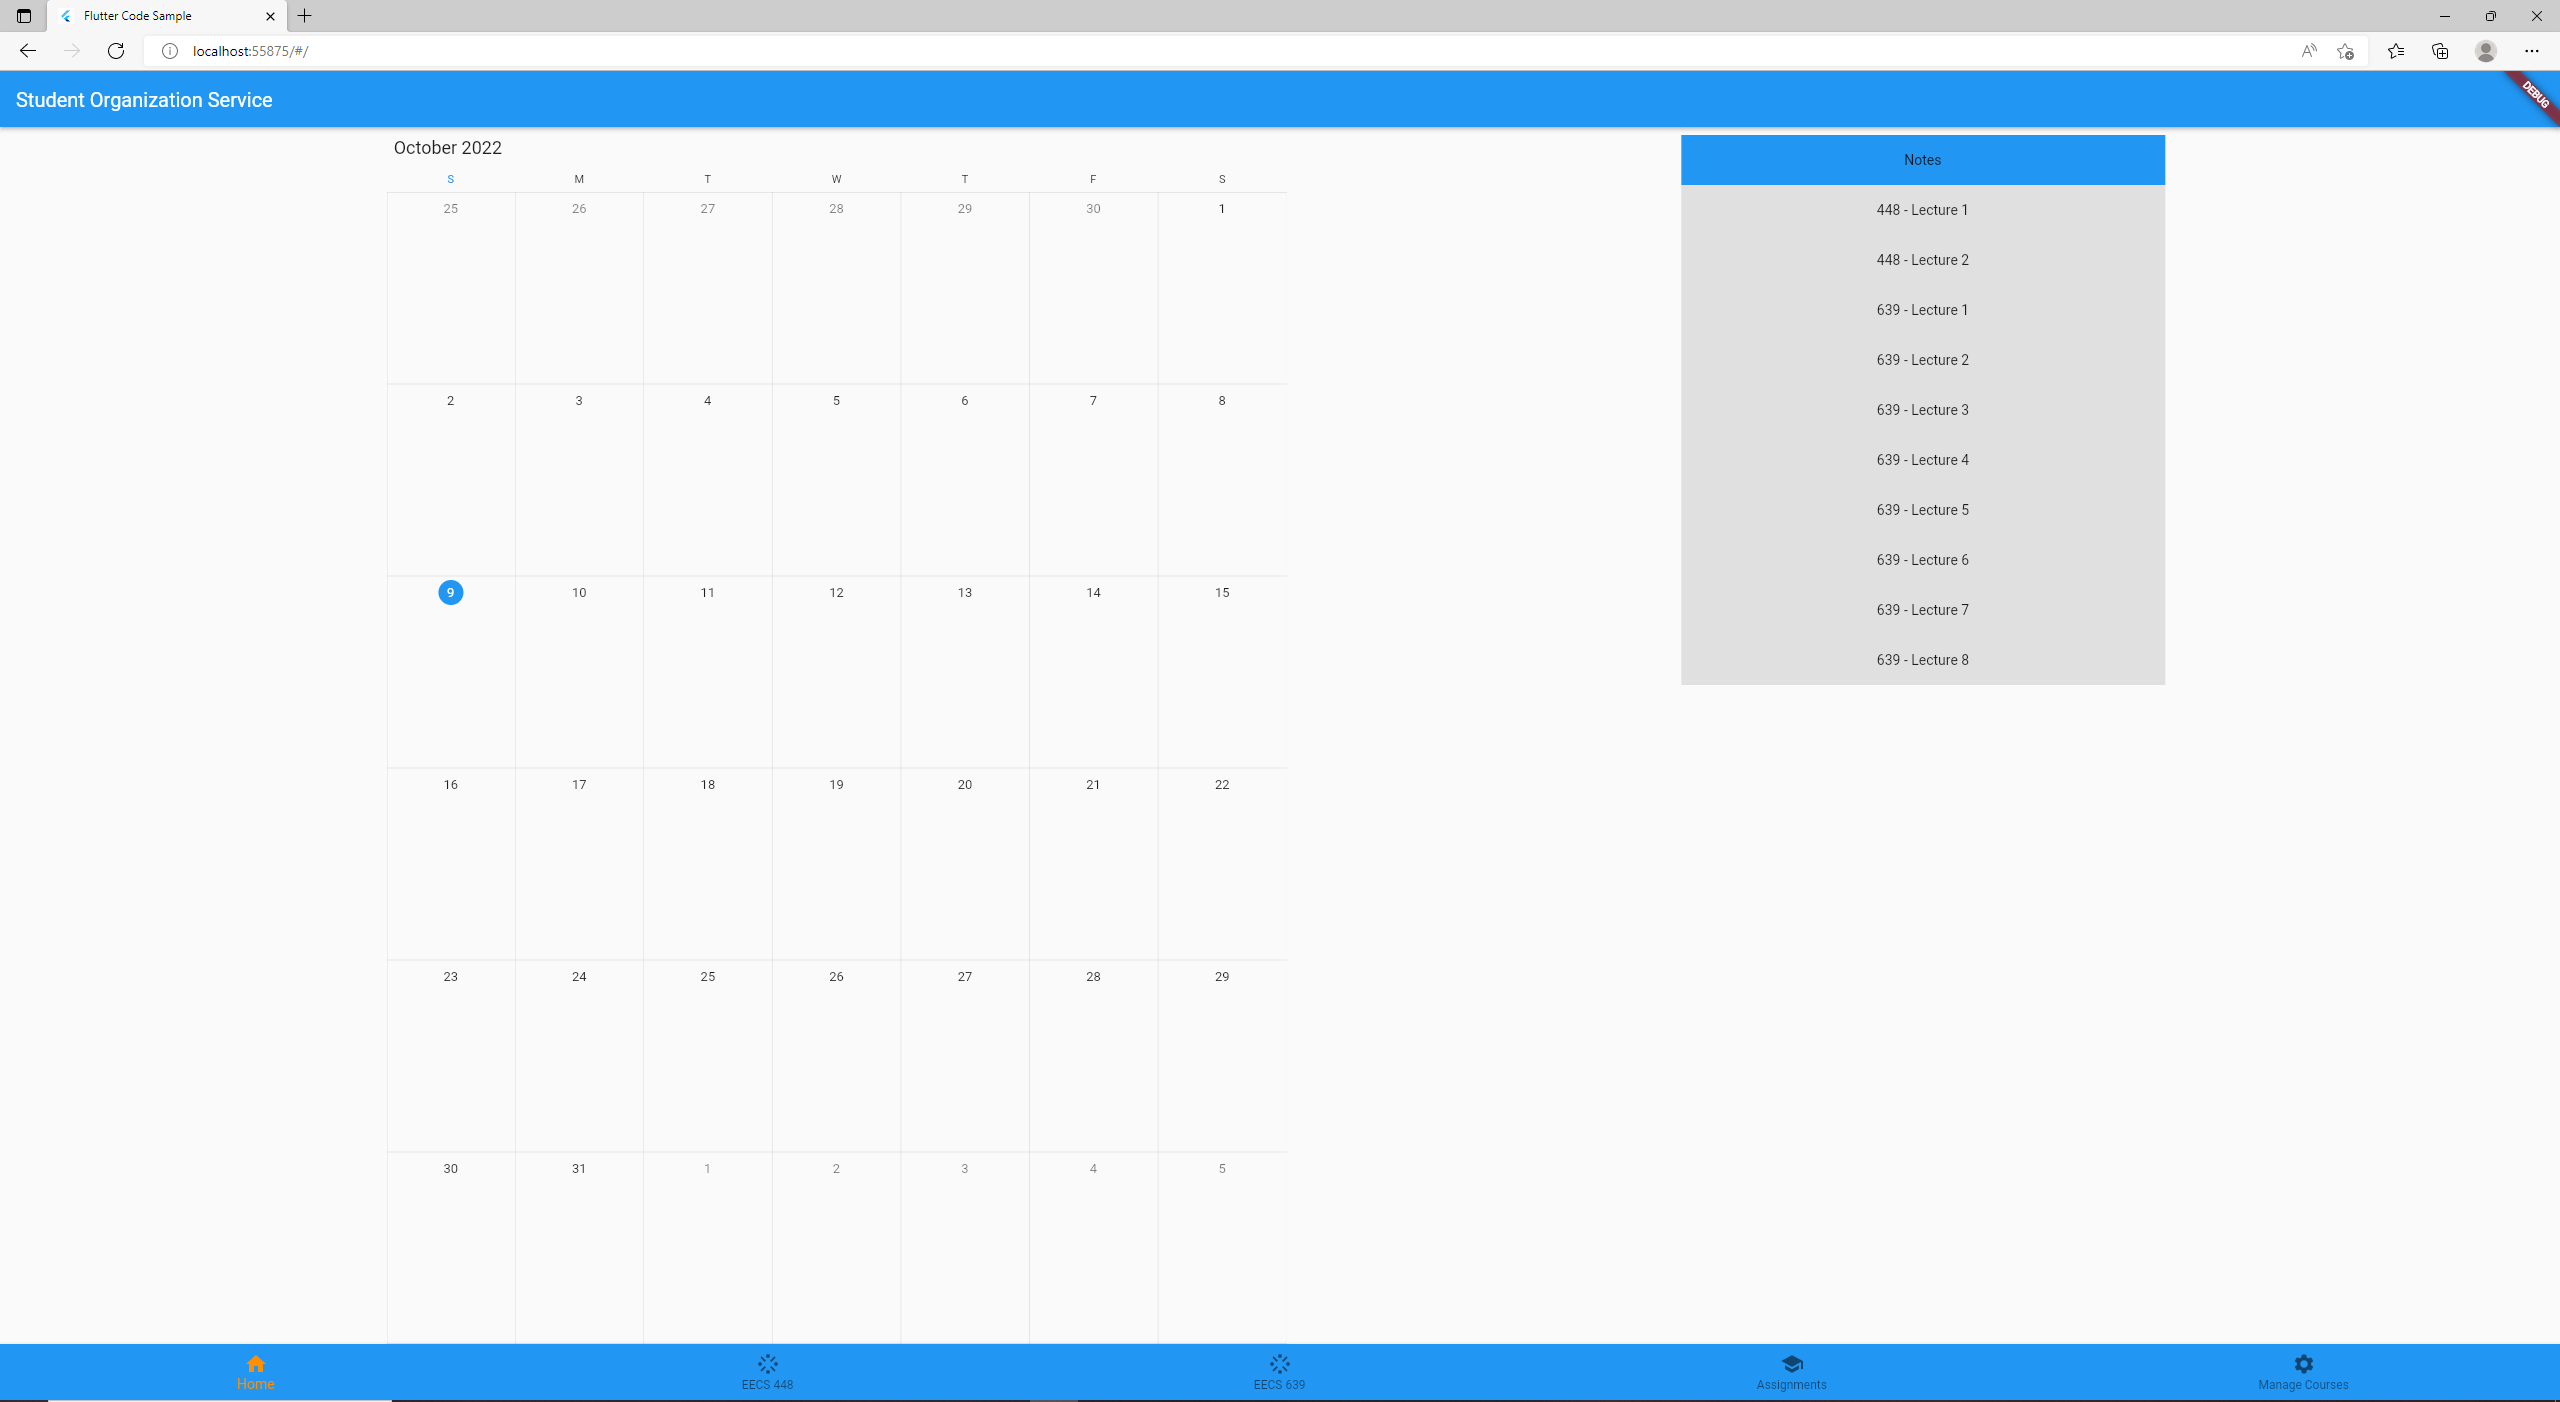 Flutter Code Sample
localhost:55875/#/
Student Organization Service
DEBUG
October 2022
S M T W T F S
25 26 27 28 29 30 1
2 3 4 5 6 7 8
9 10 11 12 13 14 15
16 17 18 19 20 21 22
23 24 25 26 27 28 29
30 31 1 2 3 4 5
Notes
448 - Lecture 1
448 - Lecture 2
639 - Lecture 1
639 - Lecture 2
639 - Lecture 3
639 - Lecture 4
639 - Lecture 5
639 - Lecture 6
639 - Lecture 7
639 - Lecture 8
Home EECS 448 EECS 639 Assignments Manage Courses